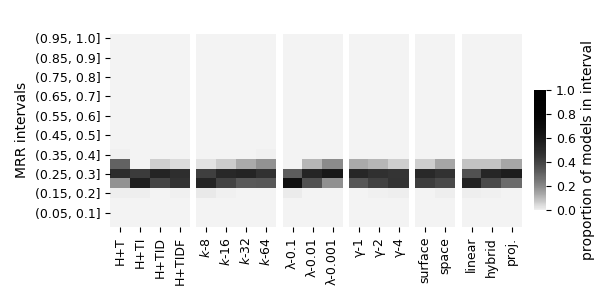 MRR intervals
(0.95, 1.0]
(0.85, 0.9]
(0.75, 0.8]
(0.65, 0.7]
(0.55, 0.6]
(0.45, 0.5]
(0.35, 0.4]
(0.25, 0.3]
(0.15, 0.2]
(0.05, 0.1]
H+T
H+TI
H+TID
H+TIDF
k-8
k-16
k-32
k-64
λ-0.1
λ-0.01
λ-0.001
γ-1
γ-2
γ-4
surface
space
linear
hybrid
proj.
1.0
0.8
0.6
0.4
0.2
0.0
proportion of models in interval